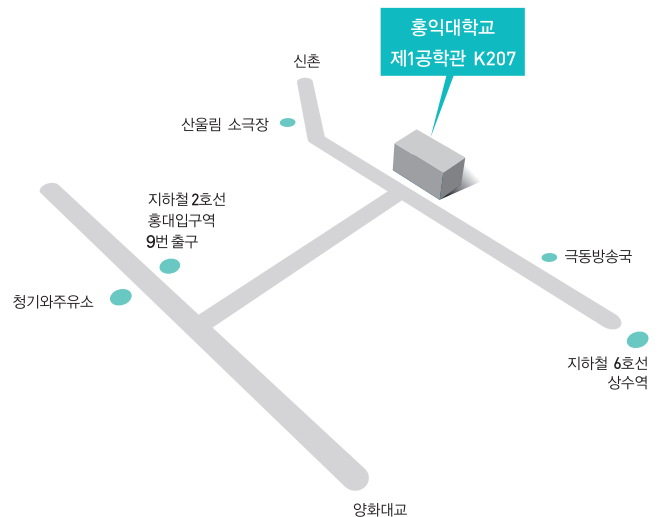 홍익대학교
제1공학관 K207
신촌
산울림 소극장
지하철 2호선
홍대입구역
9번 출구
극동방송국
청기와주유소
지하철 6호선
상수역
양화대교